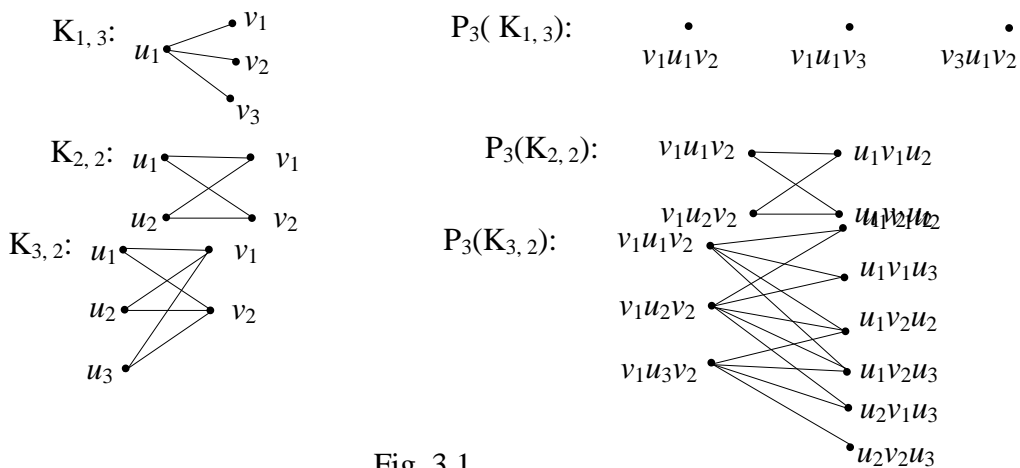 K1, 3: u1 v1 v2 v3 P3( K1, 3): v1u1v2 v1u1v3 v3u1v2
K2, 2: u1 v1 u2 v2 P3(K2, 2): v1u1v2 u1v1u2 v1u2v2
K3, 2: u1 v1 u2 v2 u3 P3(K3, 2): v1u1v2 u1v1u3 v1u2v2 u1v2u2 v1u3v2 u1v2u3 u2v1u3 u2v2u3
Fig. 3.1